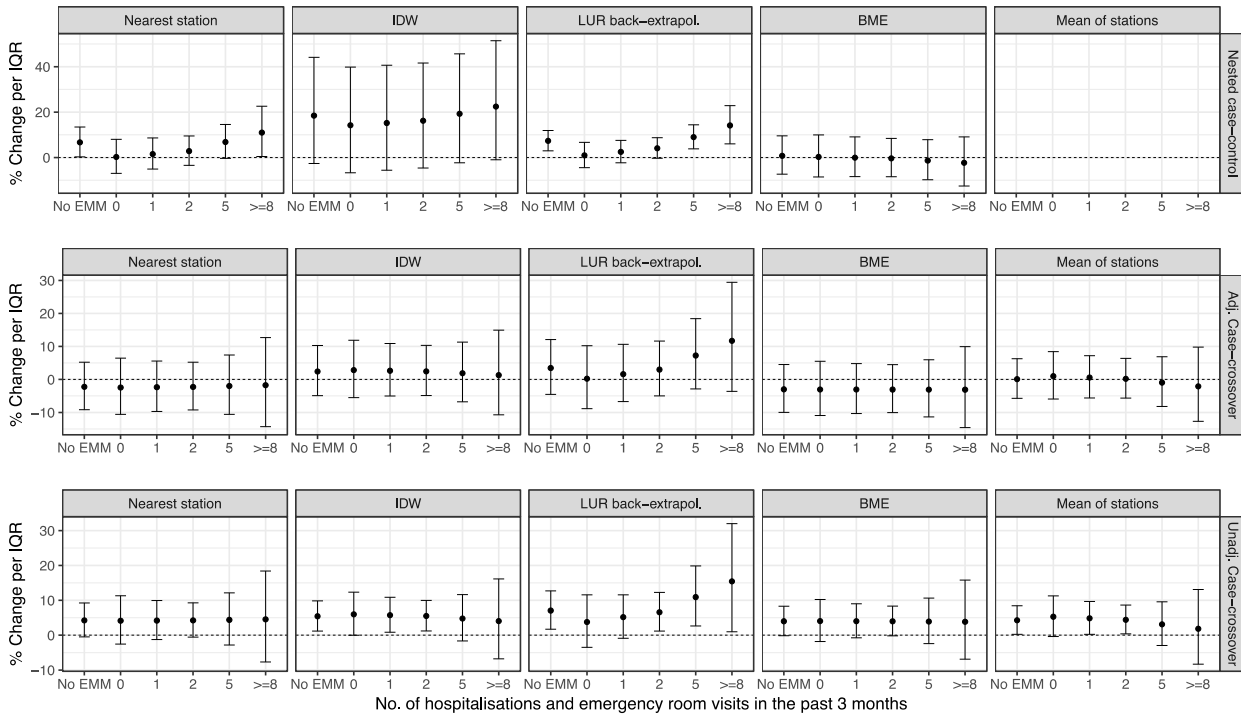 Nearest station IDW LUR back−extrapol. BME Mean of stations
% Change per IQR
40
20
0
Nested case−control
No EMM 0 1 2 5 >=8 No EMM 0 1 2 5 >=8 No EMM 0 1 2 5 >=8 No EMM 0 1 2 5 >=8 No EMM 0 1 2 5 >=8
Nearest station IDW LUR back−extrapol. BME Mean of stations
% Change per IQR
30
20
10
0
−10
Adj. Case−crossover
No EMM 0 1 2 5 >=8 No EMM 0 1 2 5 >=8 No EMM 0 1 2 5 >=8 No EMM 0 1 2 5 >=8 No EMM 0 1 2 5 >=8
Nearest station IDW LUR back−extrapol. BME Mean of stations
% Change per IQR
30
20
10
0
−10
Unadj. Case−crossover
No EMM 0 1 2 5 >=8 No EMM 0 1 2 5 >=8 No EMM 0 1 2 5 >=8 No EMM 0 1 2 5 >=8 No EMM 0 1 2 5 >=8
No. of hospitalisations and emergency room visits in the past 3 months